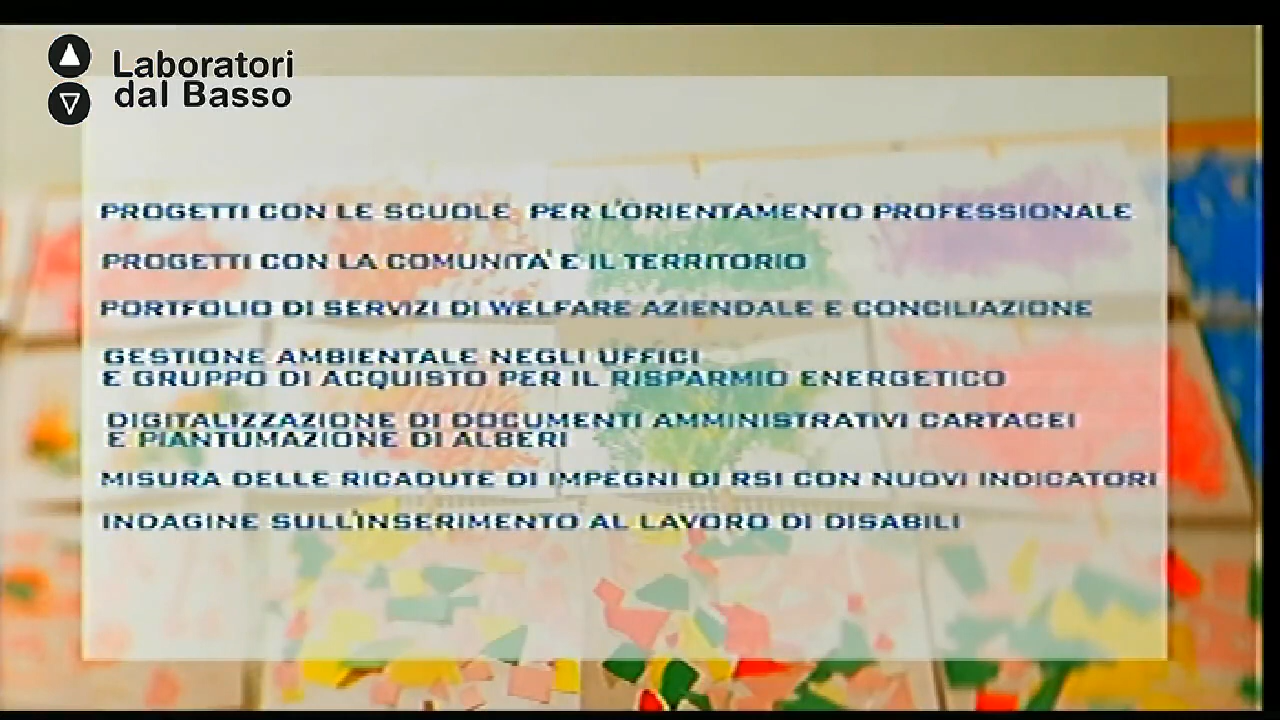 Laboratori
dal Basso
PROGETTI CON LE SCUOLE PER L'ORIENTAMENTO PROFESSIONALE
PROGETTI CON LA COMUNITA' E IL TERRITORIO
PORTFOLIO DI SERVIZI DI WELFARE AZIENDALE E CONCILIAZIONE
GESTIONE AMBIENTALE NEGLI UFFICI
E GRUPPO DI ACQUISTO PER IL RISPARMIO ENERGETICO
DIGITALIZZAZIONE DI DOCUMENTI AMMINISTRATIVI CARTACEI
E PIANTUMAZIONE DI ALBERI
MISURA DELLE RICADUTE DI IMPEGNI DI RSI CON NUOVI INDICATORI
INDAGINE SULL'INSERIMENTO AL LAVORO DI DISABILI